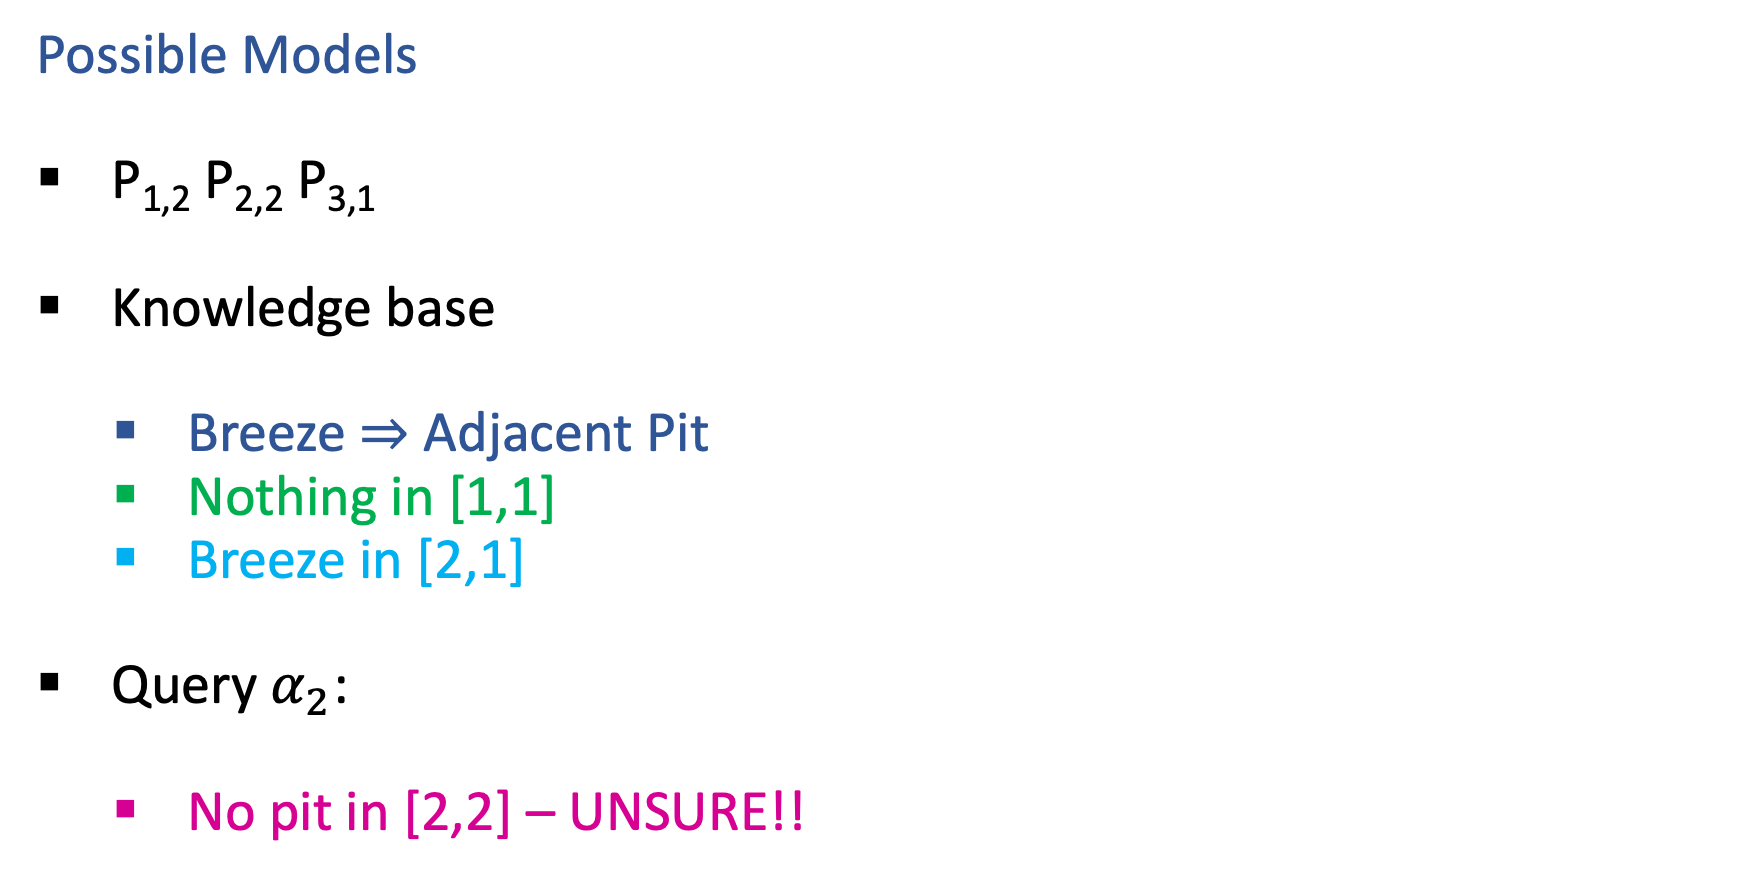 Possible Models
▪ P1,2 P2,2 P3,1
▪ Knowledge base
▪ Breeze ⇒ Adjacent Pit
▪ Nothing in [1,1]
▪ Breeze in [2,1]
▪ Query α2:
▪ No pit in [2,2] – UNSURE!!